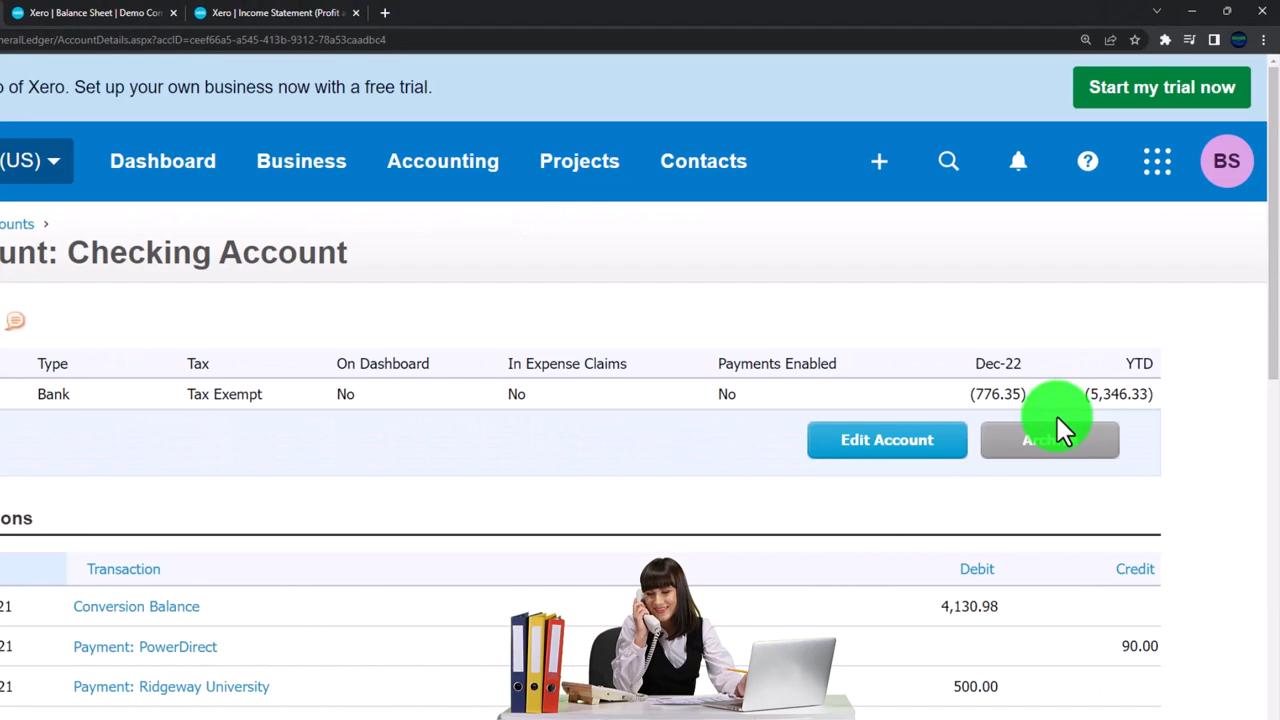 Xero | Balance Sheet | Demo Com
Xero | Income Statement (Profit a
neralLedger/AccountDetails.aspx?accID=ceef66a5-a545-413b-9312-78a53caadbc4
o of Xero. Set up your own business now with a free trial.
Start my trial now
(US) Dashboard Business Accounting Projects Contacts BS
ounts
unt: Checking Account
Type Tax On Dashboard In Expense Claims Payments Enabled Dec-22 YTD
Bank Tax Exempt No No No (776.35) (5,346.33)
Edit Account
ions
Transaction Debit Credit
21 Conversion Balance 4,130.98
21 Payment: PowerDirect 90.00
21 Payment: Ridgeway University 500.00